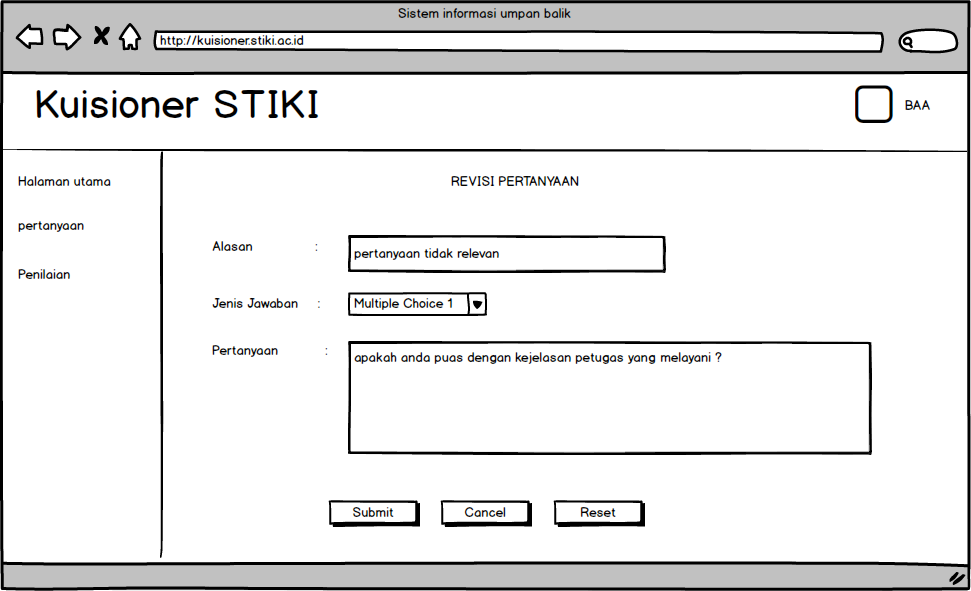 Sistem informasi umpan balik
http://kuisioner.stiki.ac.id
Kuisioner STIKI
BAA
Halaman utama
pertanyaan
Penilaian
REVISI PERTANYAAN
Alasan : pertanyaan tidak relevan
Jenis Jawaban : Multiple Choice 1
Pertanyaan : apakah anda puas dengan kejelasan petugas yang melayani ?
Submit Cancel Reset